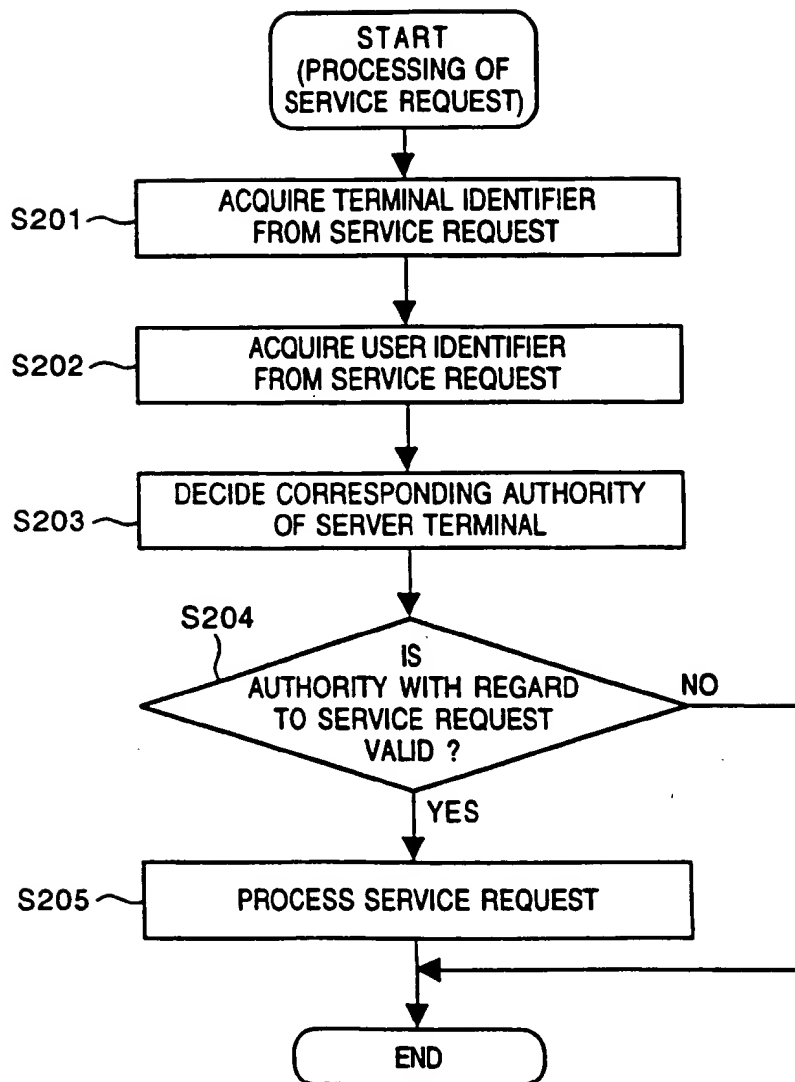 START
(PROCESSING OF
SERVICE REQUEST)
S201
ACQUIRE TERMINAL IDENTIFIER
FROM SERVICE REQUEST
S202
ACQUIRE USER IDENTIFIER
FROM SERVICE REQUEST
S203
DECIDE CORRESPONDING AUTHORITY
OF SERVER TERMINAL
S204
IS
AUTHORITY WITH REGARD
TO SERVICE REQUEST
VALID ?
NO
YES
S205
PROCESS SERVICE REQUEST
END